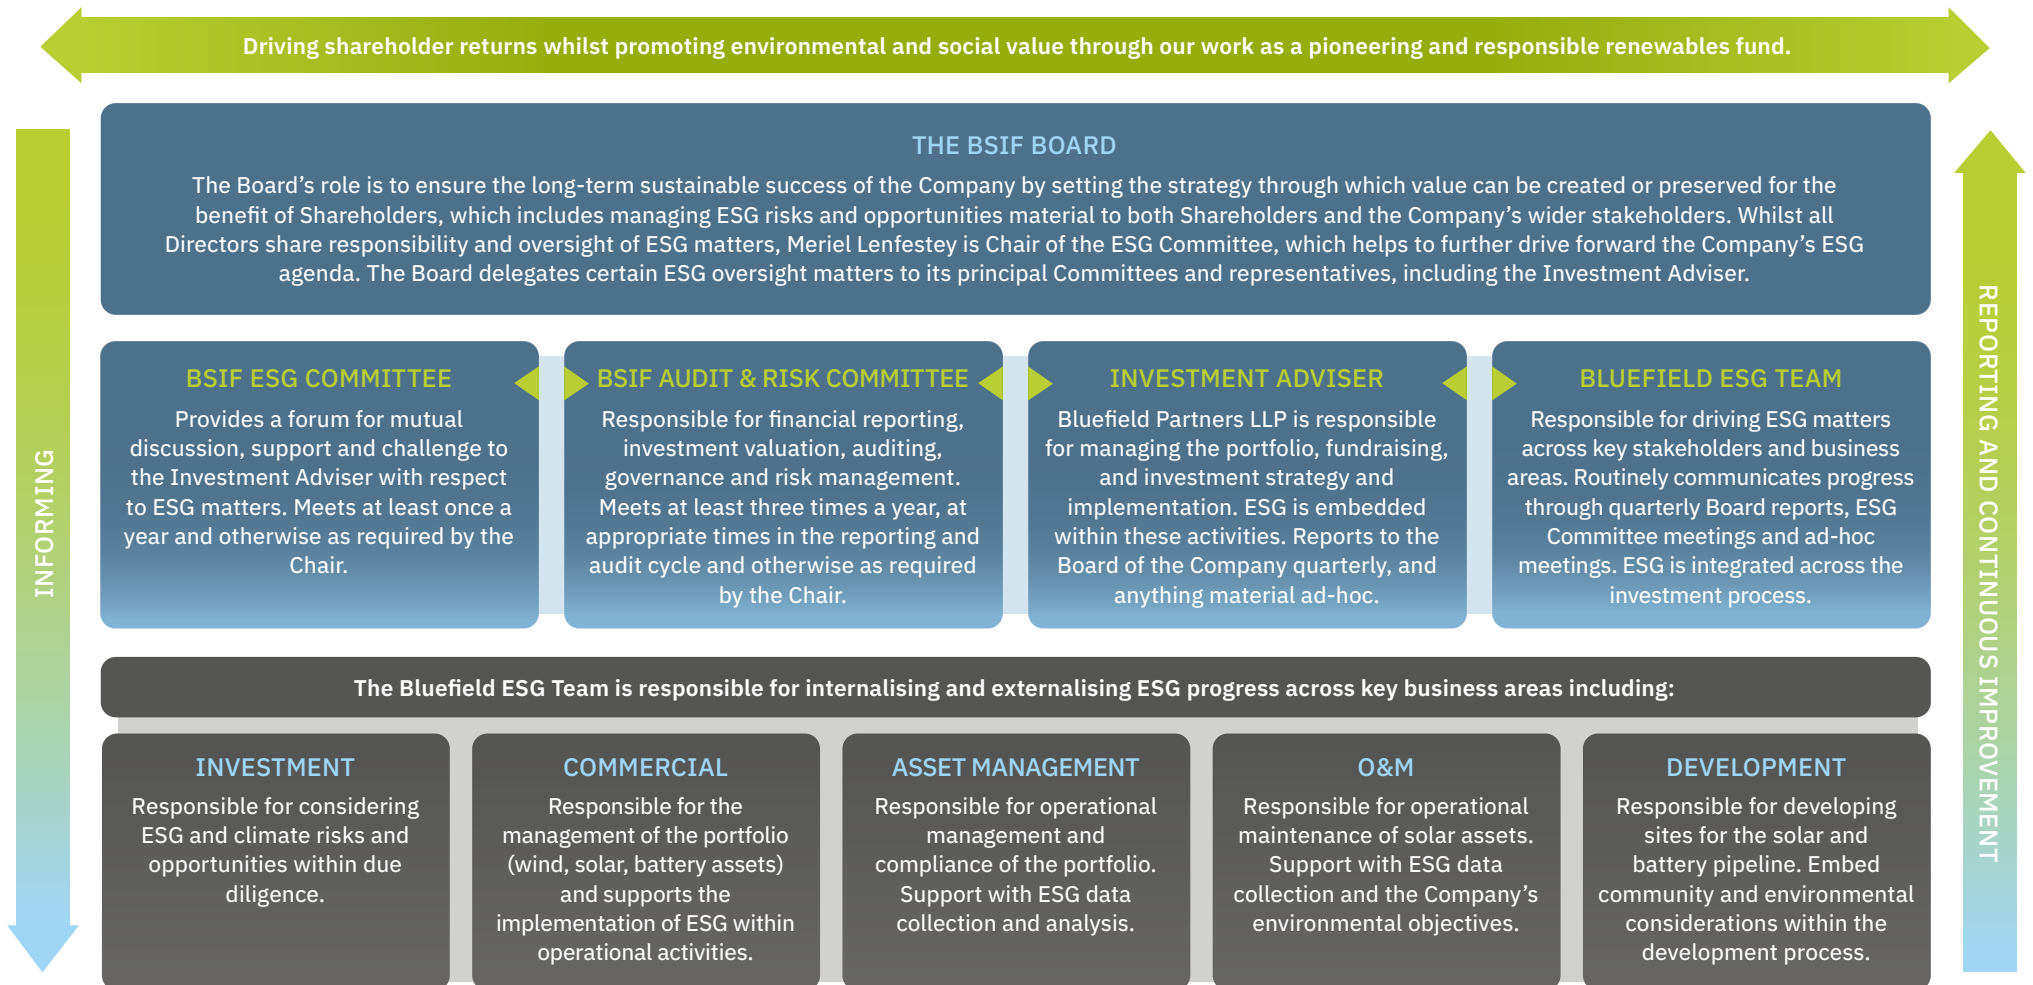 Driving shareholder returns whilst promoting environmental and social value through our work as a pioneering and responsible renewables fund.
INFORMING
THE BSIF BOARD
The Board’s role is to ensure the long-term sustainable success of the Company by setting the strategy through which value can be created or preserved for the
benefit of Shareholders, which includes managing ESG risks and opportunities material to both Shareholders and the Company’s wider stakeholders. Whilst all
Directors share responsibility and oversight of ESG matters, Meriel Lenfestey is Chair of the ESG Committee, which helps to further drive forward the Company’s ESG
agenda. The Board delegates certain ESG oversight matters to its principal Committees and representatives, including the Investment Adviser.
BSIF ESG COMMITTEE
Provides a forum for mutual
discussion, support and challenge to
the Investment Adviser with respect
to ESG matters. Meets at least once a
year and otherwise as required by the
Chair.
BSIF AUDIT & RISK COMMITTEE
Responsible for financial reporting,
investment valuation, auditing,
governance and risk management.
Meets at least three times a year, at
appropriate times in the reporting and
audit cycle and otherwise as required
by the Chair.
INVESTMENT ADVISER
Bluefield Partners LLP is responsible
for managing the portfolio, fundraising,
and investment strategy and
implementation. ESG is embedded
within these activities. Reports to the
Board of the Company quarterly, and
anything material ad-hoc.
BLUEFIELD ESG TEAM
Responsible for driving ESG matters
across key stakeholders and business
areas. Routinely communicates progress
through quarterly Board reports, ESG
Committee meetings and ad-hoc
meetings. ESG is integrated across the
investment process.
The Bluefield ESG Team is responsible for internalising and externalising ESG progress across key business areas including:
INVESTMENT
Responsible for considering
ESG and climate risks and
opportunities within due
diligence.
COMMERCIAL
Responsible for the
management of the portfolio
(wind, solar, battery assets)
and supports the
implementation of ESG within
operational activities.
ASSET MANAGEMENT
Responsible for operational
management and
compliance of the portfolio.
Support with ESG data
collection and analysis.
O&M
Responsible for operational
maintenance of solar assets.
Support with ESG data
collection and the Company’s
environmental objectives.
DEVELOPMENT
Responsible for developing
sites for the solar and
battery pipeline. Embed
community and environmental
considerations within the
development process.
REPORTING AND CONTINUOUS IMPROVEMENT